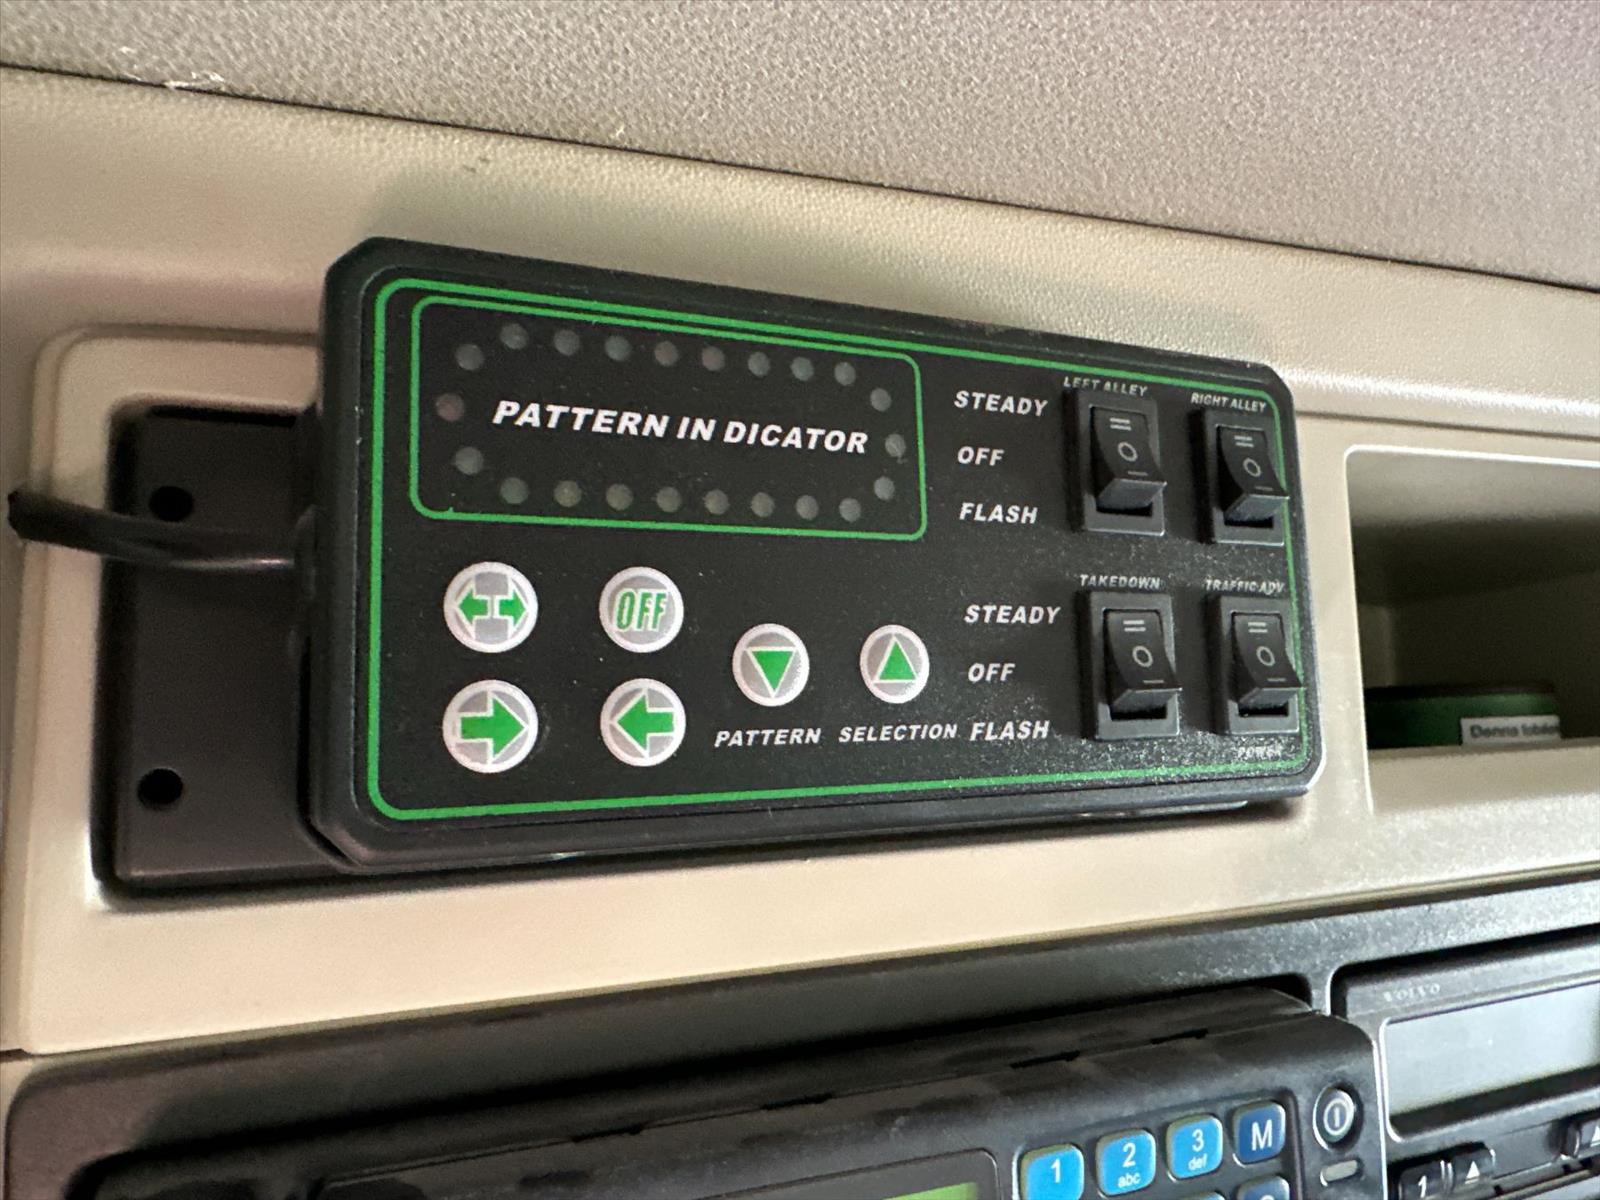 PATTERN IN DICATOR
STEADY
OFF
FLASH
LEFT ALLEY
RIGHT ALLEY
OFF
PATTERN SELECTION
STEADY
OFF
FLASH
TAKEDOWN
TRAFFIC ADV
POWER
VOLVO
1
2 abc
3 def
M
1